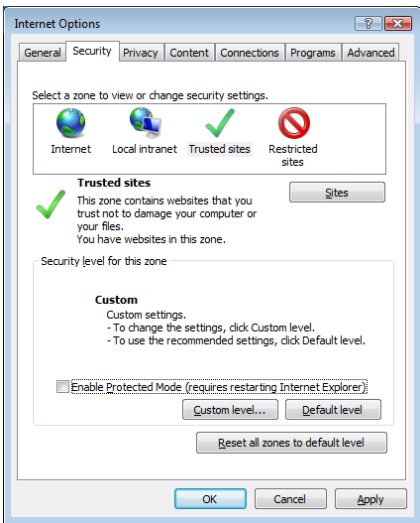 Internet Options
General Security Privacy Content Connections Programs Advanced
Select a zone to view or change security settings.
Internet Local intranet Trusted sites Restricted
sites
Trusted sites
Sites
This zone contains websites that you
trust not to damage your computer or
your files.
You have websites in this zone.
Security level for this zone
Custom
Custom settings.
- To change the settings, click Custom level.
- To use the recommended settings, click Default level.
Enable Protected Mode (requires restarting Internet Explorer)
Custom level... Default level
Reset all zones to default level
OK Cancel Apply